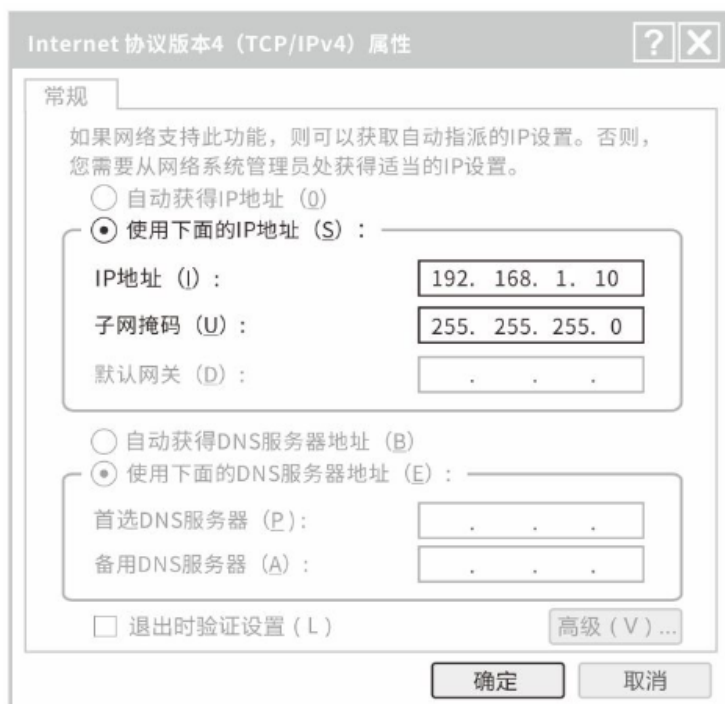 Internet 协议版本4（TCP/IPv4）属性
常规
如果网络支持此功能，则可以获取自动指派的IP设置。否则，
您需要从网络系统管理员处获得适当的IP设置。
自动获得IP地址（0）
使用下面的IP地址（S）：
IP地址（I）： 192. 168. 1. 10
子网掩码（U）： 255. 255. 255. 0
默认网关（D）： . . .
自动获得DNS服务器地址（B）
使用下面的DNS服务器地址（E）：
首选DNS服务器（P）： . . .
备用DNS服务器（A）： . . .
退出时验证设置（L） 高级（V）...
确定 取消